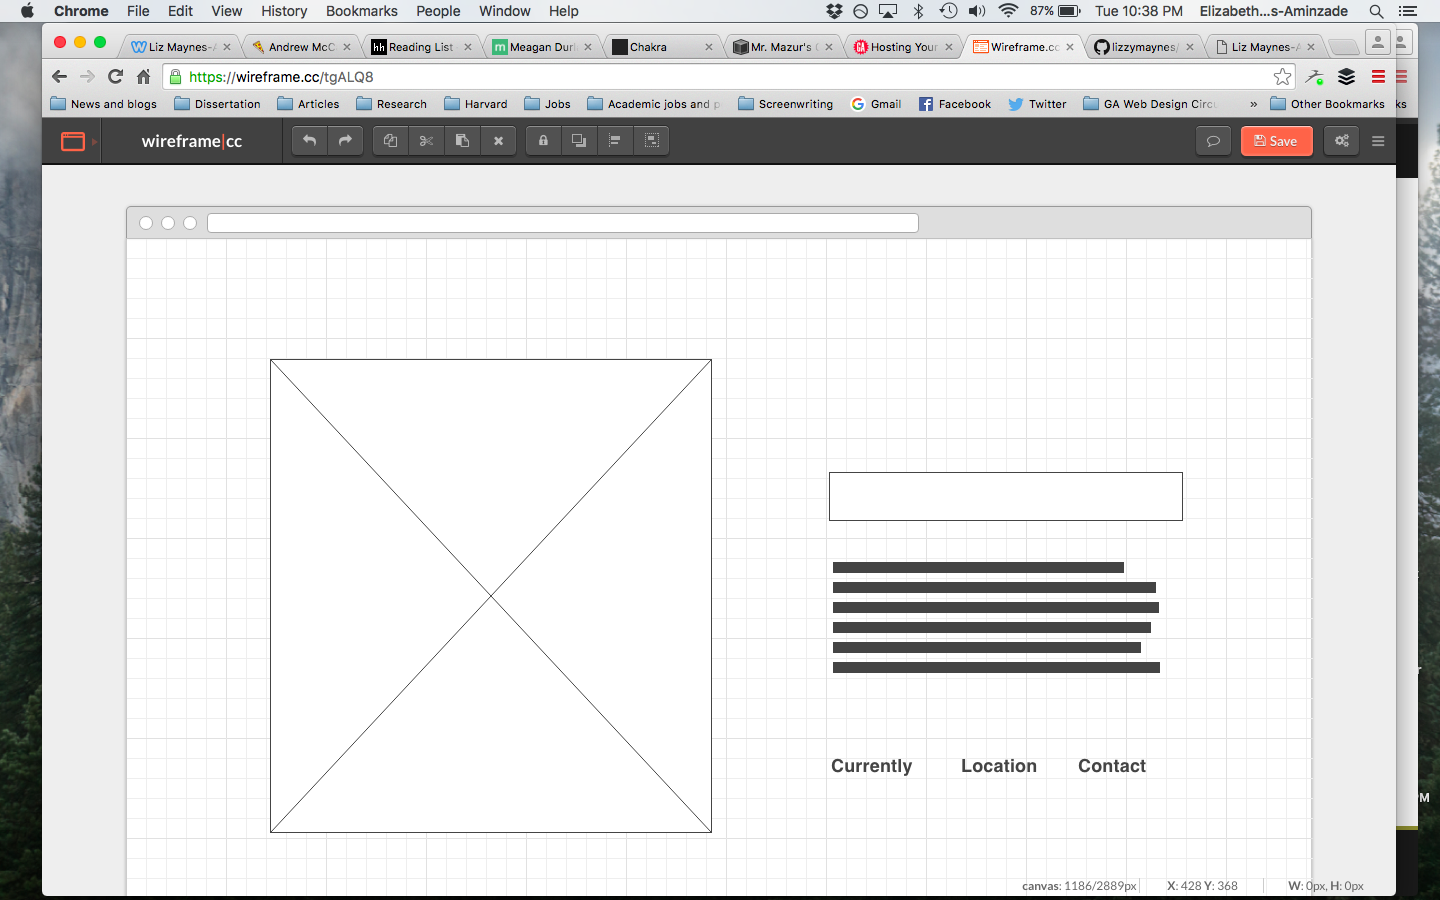 Chrome File Edit View History Bookmarks People Window Help 87% Tue 10:38 PM Elizabeth...s-Aminzade
Liz Maynes-A Andrew McC Reading List Meagan Durl Chakra Mr. Mazur's Hosting Your Wireframe.cc lizzymaynes/ Liz Maynes-A
https://wireframe.cc/tgALQ8
News and blogs Dissertation Articles Research Harvard Jobs Academic jobs and p Screenwriting Gmail Facebook Twitter GA Web Design Circu » Other Bookmarks ks
wireframe|cc Save
Currently Location Contact
PM
canvas: 1186/2889px X: 428 Y: 368 W: 0px, H: 0px